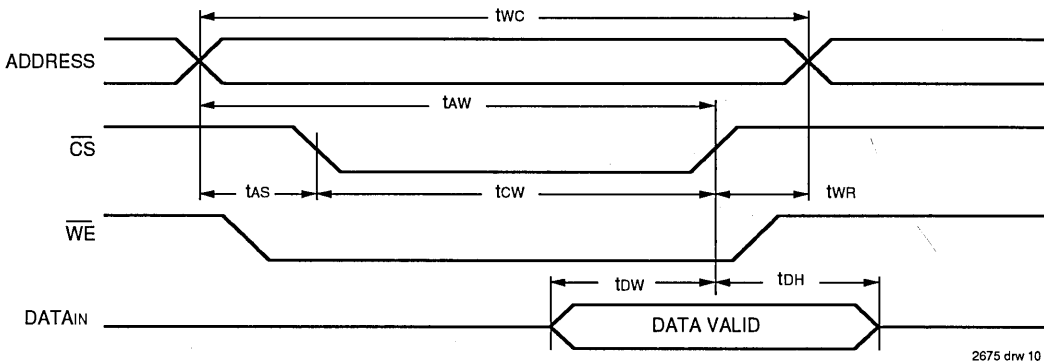 tWC
ADDRESS
tAW
CS
tAS
tCW
tWR
WE
tDW
tDH
DATAIN
DATA VALID
2675 drw 10